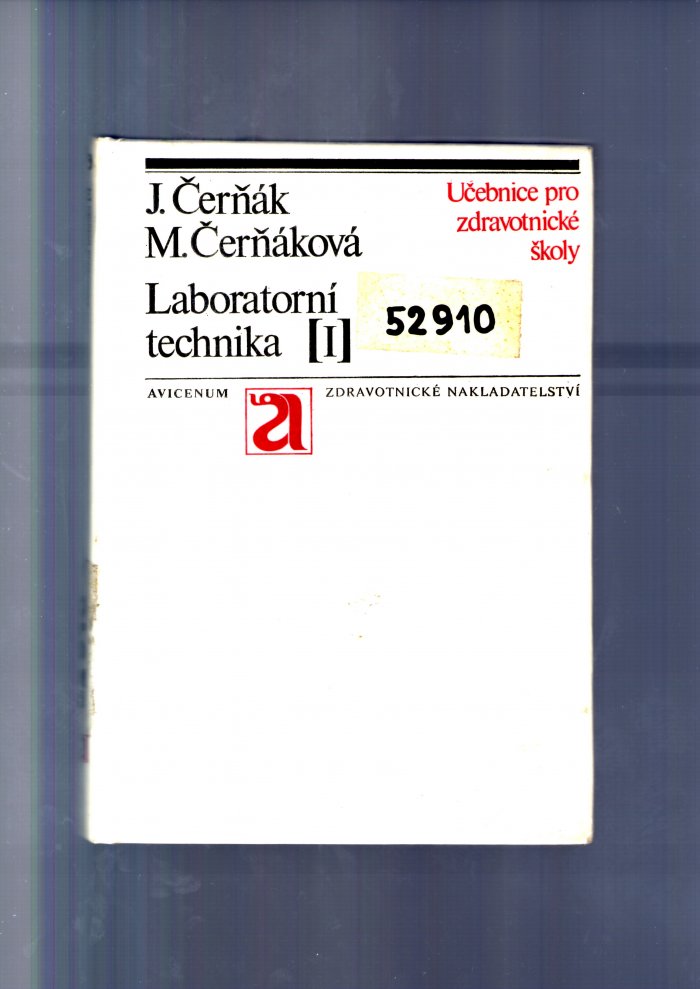 J. Čerňák
M. Čerňáková
Učebnice pro
zdravotnické
školy
Laboratorní
technika [I]
52910
AVICENUM
a
ZDRAVOTNICKÉ NAKLADATELSTVÍ